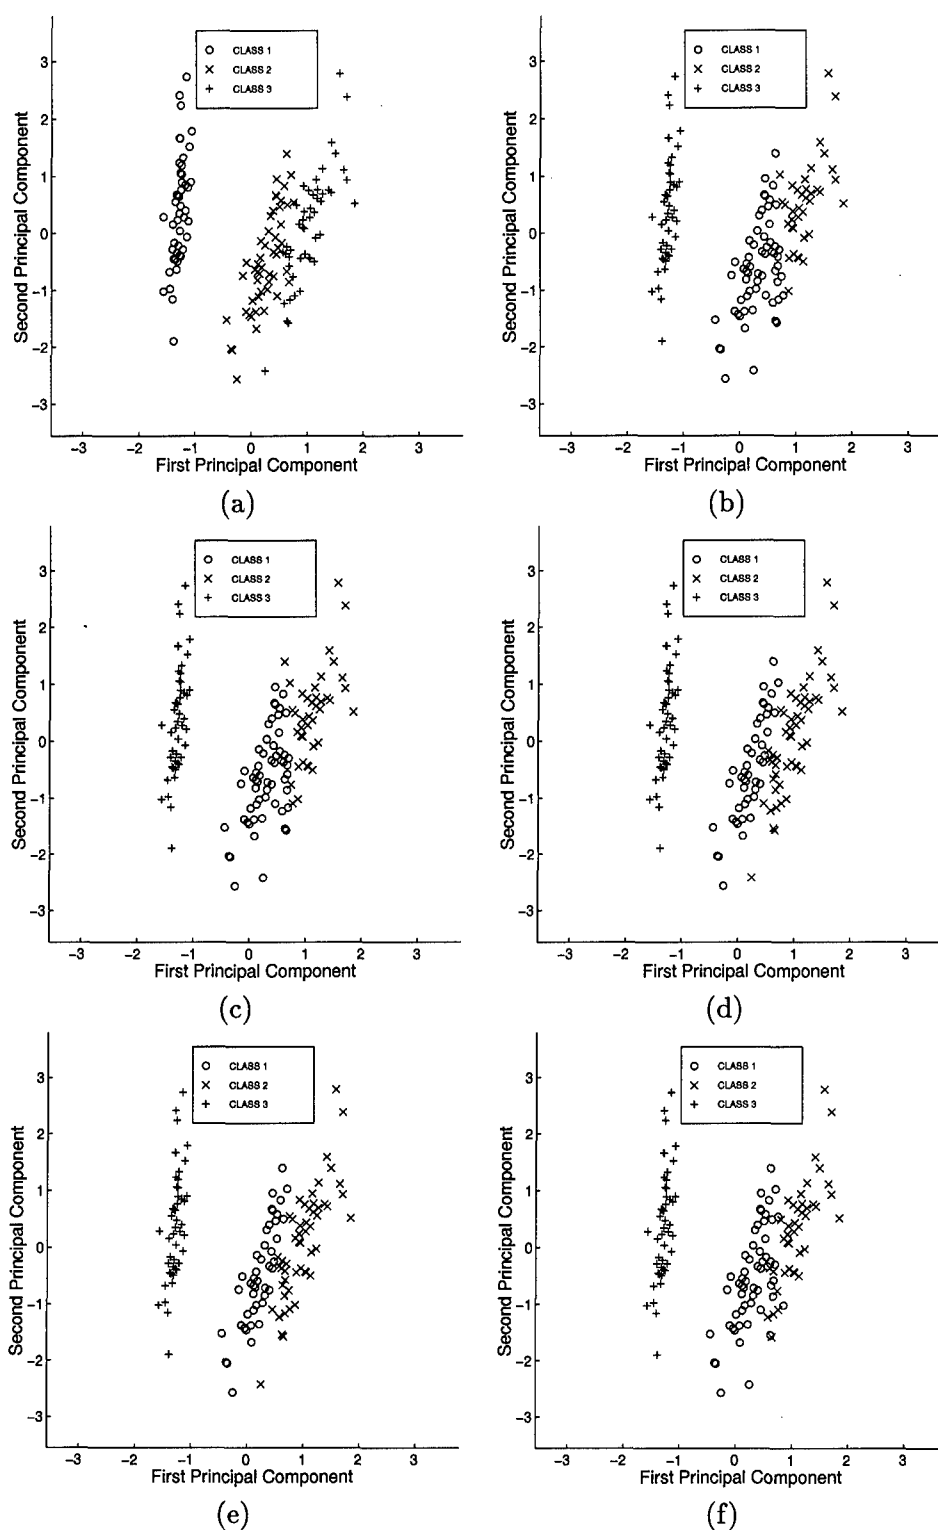 3
2
1
0
−1
−2
−3
Second Principal Component
CLASS 1
CLASS 2
CLASS 3
−3 −2 −1 0 1 2 3
First Principal Component
(a)
3
2
1
0
−1
−2
−3
Second Principal Component
CLASS 1
CLASS 2
CLASS 3
−3 −2 −1 0 1 2 3
First Principal Component
(b)
3
2
1
0
−1
−2
−3
Second Principal Component
CLASS 1
CLASS 2
CLASS 3
−3 −2 −1 0 1 2 3
First Principal Component
(c)
3
2
1
0
−1
−2
−3
Second Principal Component
CLASS 1
CLASS 2
CLASS 3
−3 −2 −1 0 1 2 3
First Principal Component
(d)
3
2
1
0
−1
−2
−3
Second Principal Component
CLASS 1
CLASS 2
CLASS 3
−3 −2 −1 0 1 2 3
First Principal Component
(e)
3
2
1
0
−1
−2
−3
Second Principal Component
CLASS 1
CLASS 2
CLASS 3
−3 −2 −1 0 1 2 3
First Principal Component
(f)